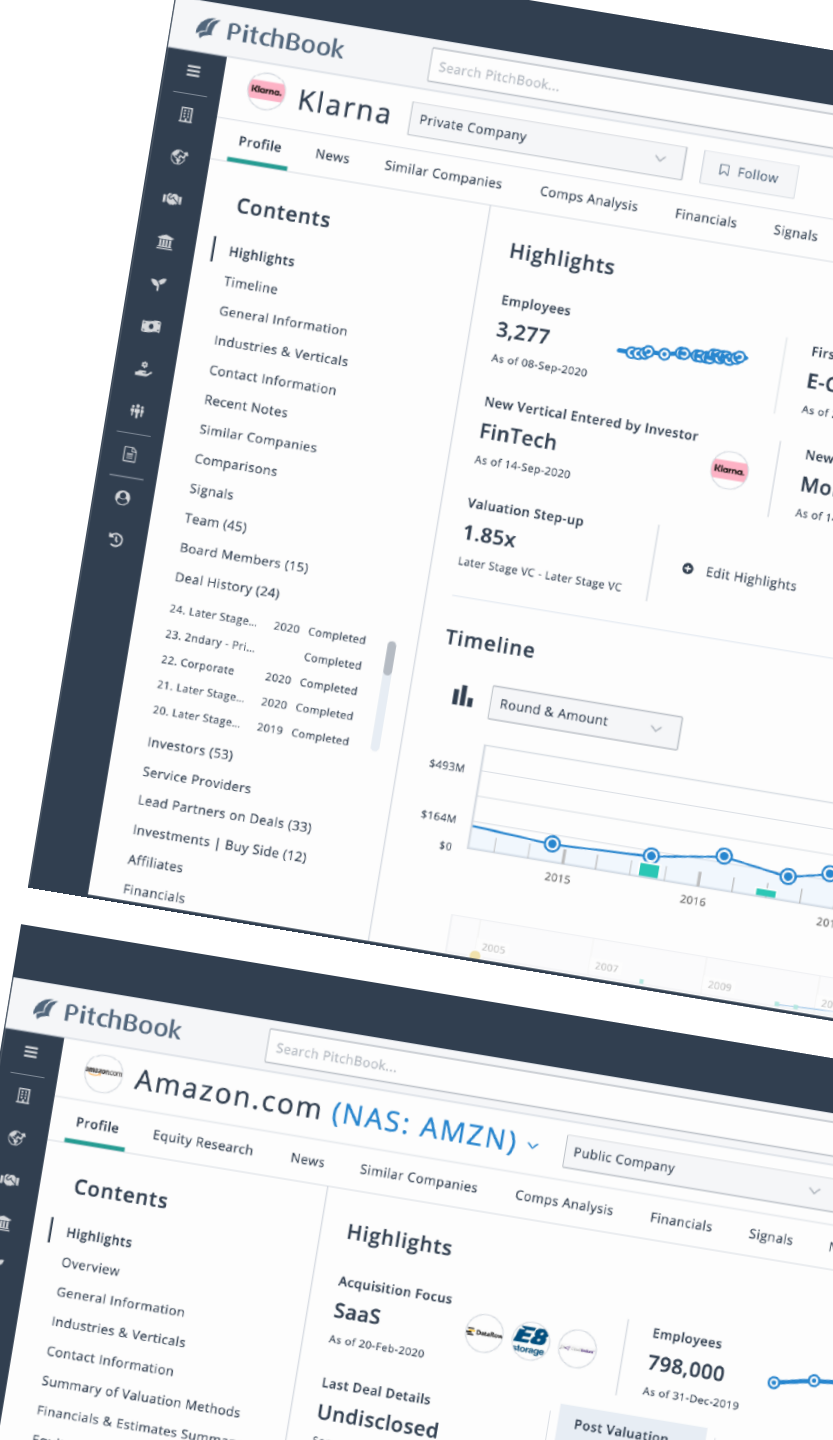 PitchBook
Search PitchBook...
Klarna.
Klarna
Private Company
Follow
Profile
News
Similar Companies
Comps Analysis
Financials
Signals
Contents
Highlights
Timeline
General Information
Industries & Verticals
Contact Information
Recent Notes
Similar Companies
Comparisons
Signals
Team (45)
Board Members (15)
Deal History (24)
24. Later Stage... 2020 Completed
23. 2ndary - Pri... Completed
22. Corporate 2020 Completed
21. Later Stage... 2020 Completed
20. Later Stage... 2019 Completed
Investors (53)
Service Providers
Lead Partners on Deals (33)
Investments | Buy Side (12)
Affiliates
Financials
Highlights
Employees
3,277
As of 08-Sep-2020
New Vertical Entered by Investor
FinTech
As of 14-Sep-2020
Klarna.
Valuation Step-up
1.85x
Later Stage VC - Later Stage VC
Edit Highlights
Timeline
Round & Amount
$493M
$164M
$0
2015
2016
2005
2007
2009
PitchBook
Search PitchBook...
Amazon.com (NAS: AMZN)
Public Company
Profile
Equity Research
News
Similar Companies
Comps Analysis
Financials
Signals
Contents
Highlights
Overview
General Information
Industries & Verticals
Contact Information
Summary of Valuation Methods
Financials & Estimates
Highlights
Acquisition Focus
SaaS
As of 20-Feb-2020
E8
storage
Employees
798,000
As of 31-Dec-2019
Last Deal Details
Undisclosed
Post Valuation